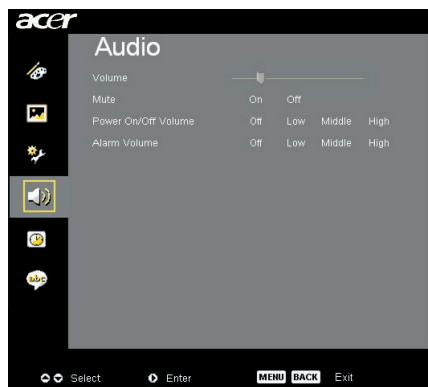 acer
Audio
Volume
Mute On Off
Power On/Off Volume Off Low Middle High
Alarm Volume Off Low Middle High
abc
Select Enter MENU BACK Exit